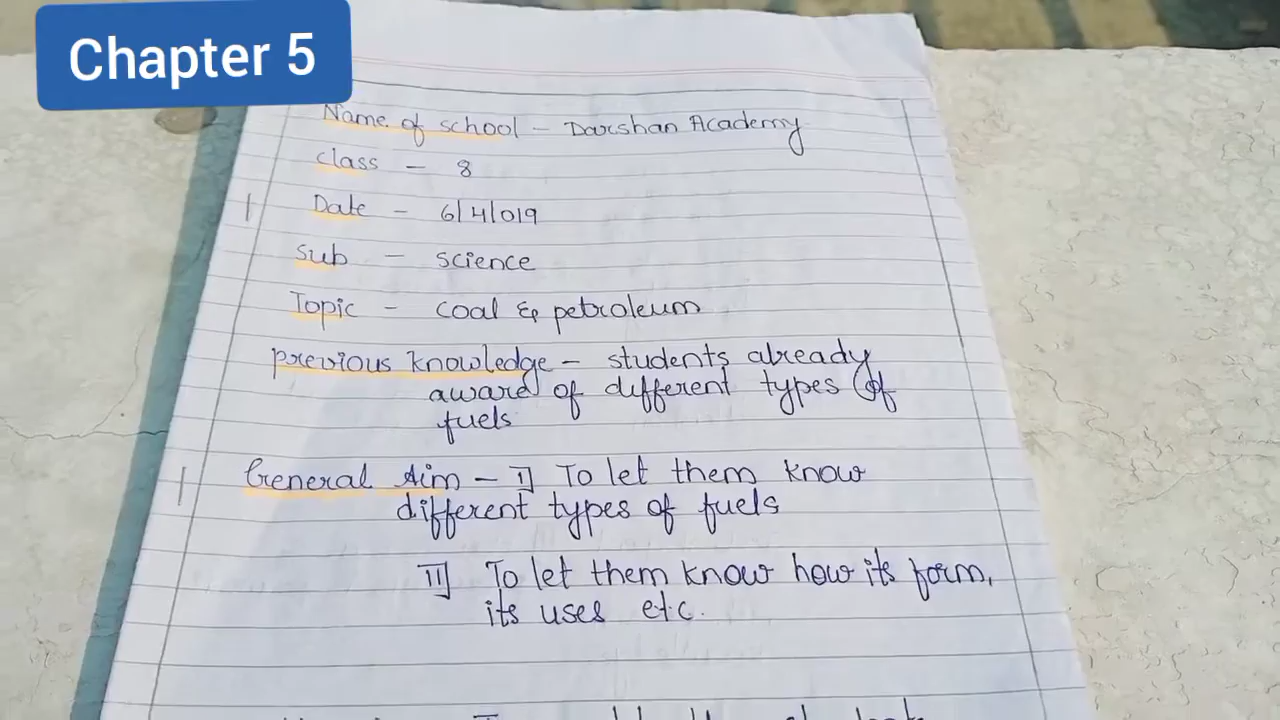 Chapter 5
Name of school - Darshan Academy
class - 8
Date - 6/4/019
Sub - science
Topic - coal & petroleum
previous knowledge - students already
aware of different types of
fuels
General Aim - I] To let them know
different types of fuels
II] To let them know how its form,
its uses etc.